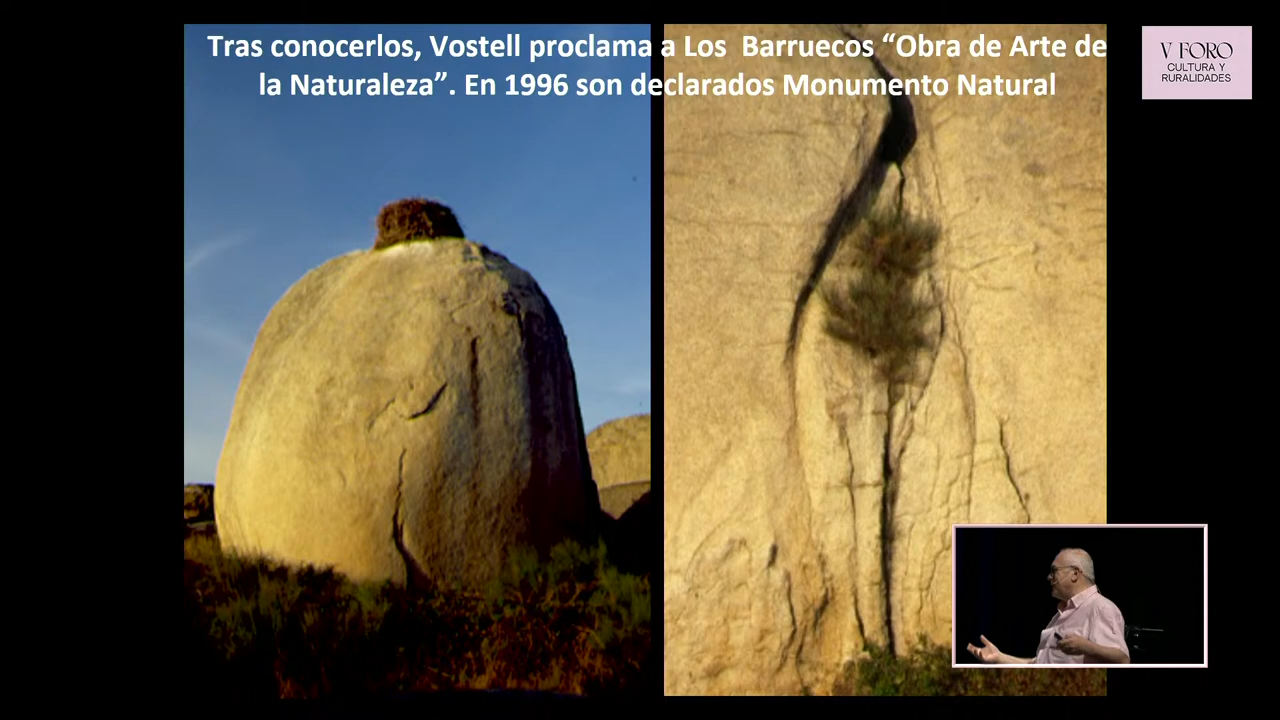 Tras conocerlos, Vostell proclama a Los  Barruecos “Obra de Arte de
la Naturaleza”. En 1996 son declarados Monumento Natural
V FORO
CULTURA Y
RURALIDADES